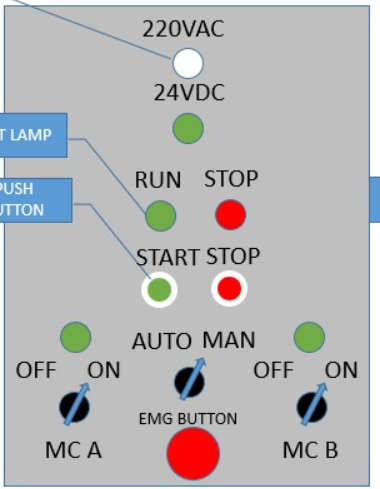 220VAC
24VDC
T LAMP
RUN STOP
PUSH
UTTON
START STOP
AUTO MAN
OFF ON
OFF ON
EMG BUTTON
MC A
MC B